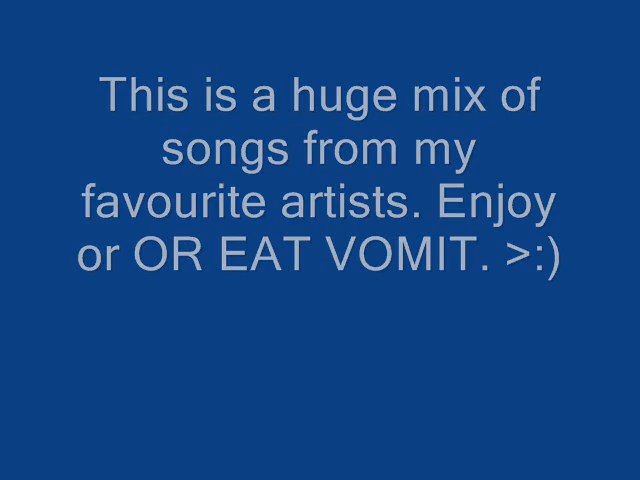 This is a huge mix of
songs from my
favourite artists. Enjoy
or OR EAT VOMIT. >:)